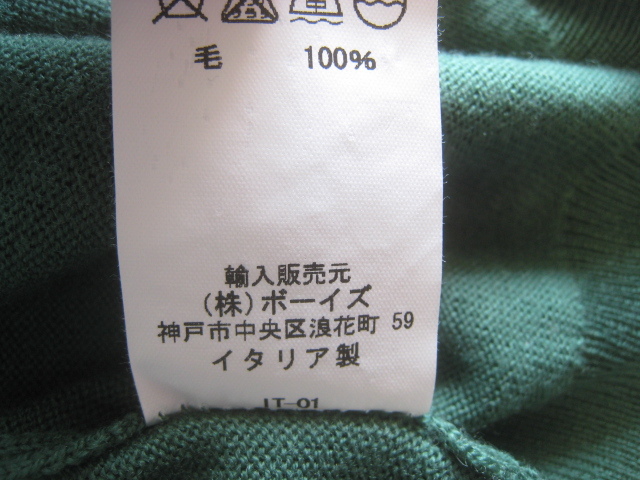 毛 100%
輸入販売元
(株)ボーイズ
神戸市中央区浪花町 59
イタリア製
IT-01